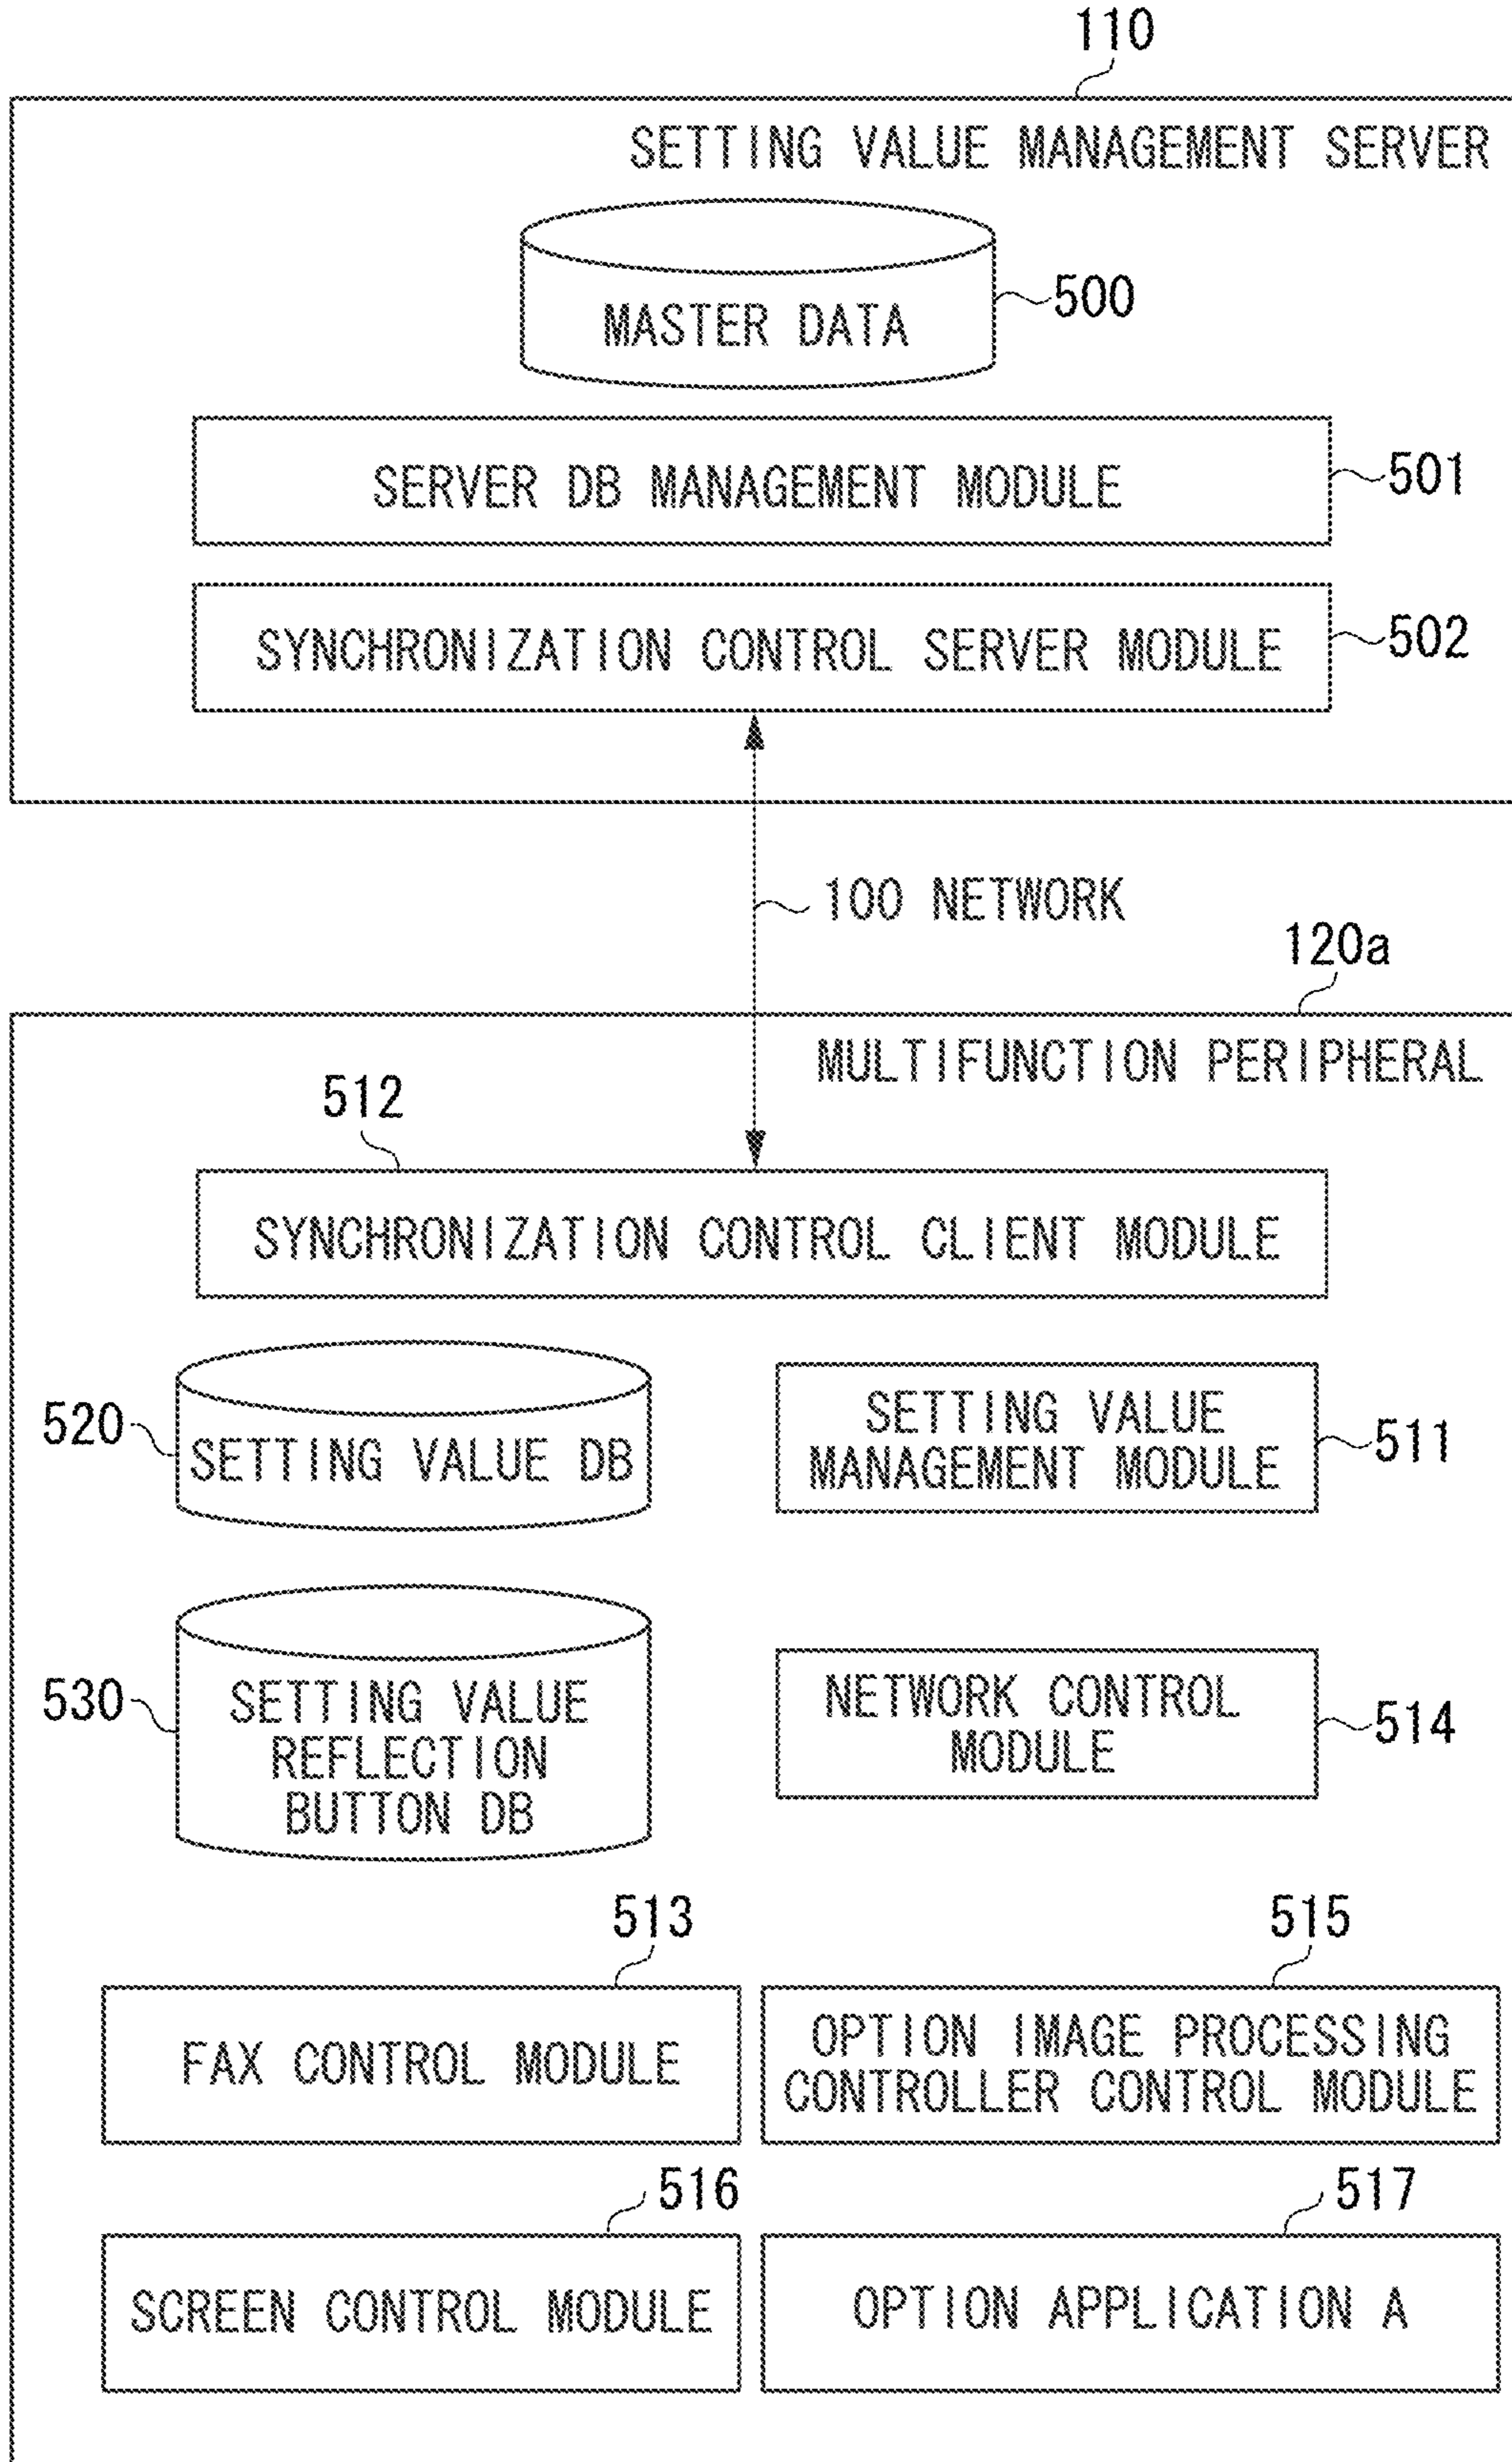 110
SETTING VALUE MANAGEMENT SERVER
MASTER DATA
500
SERVER DB MANAGEMENT MODULE
501
SYNCHRONIZATION CONTROL SERVER MODULE
502
100 NETWORK
120a
MULTIFUNCTION PERIPHERAL
512
SYNCHRONIZATION CONTROL CLIENT MODULE
520
SETTING VALUE DB
SETTING VALUE
MANAGEMENT MODULE
511
530
SETTING VALUE
REFLECTION
BUTTON DB
NETWORK CONTROL
MODULE
514
513
FAX CONTROL MODULE
515
OPTION IMAGE PROCESSING
CONTROLLER CONTROL MODULE
516
SCREEN CONTROL MODULE
517
OPTION APPLICATION A